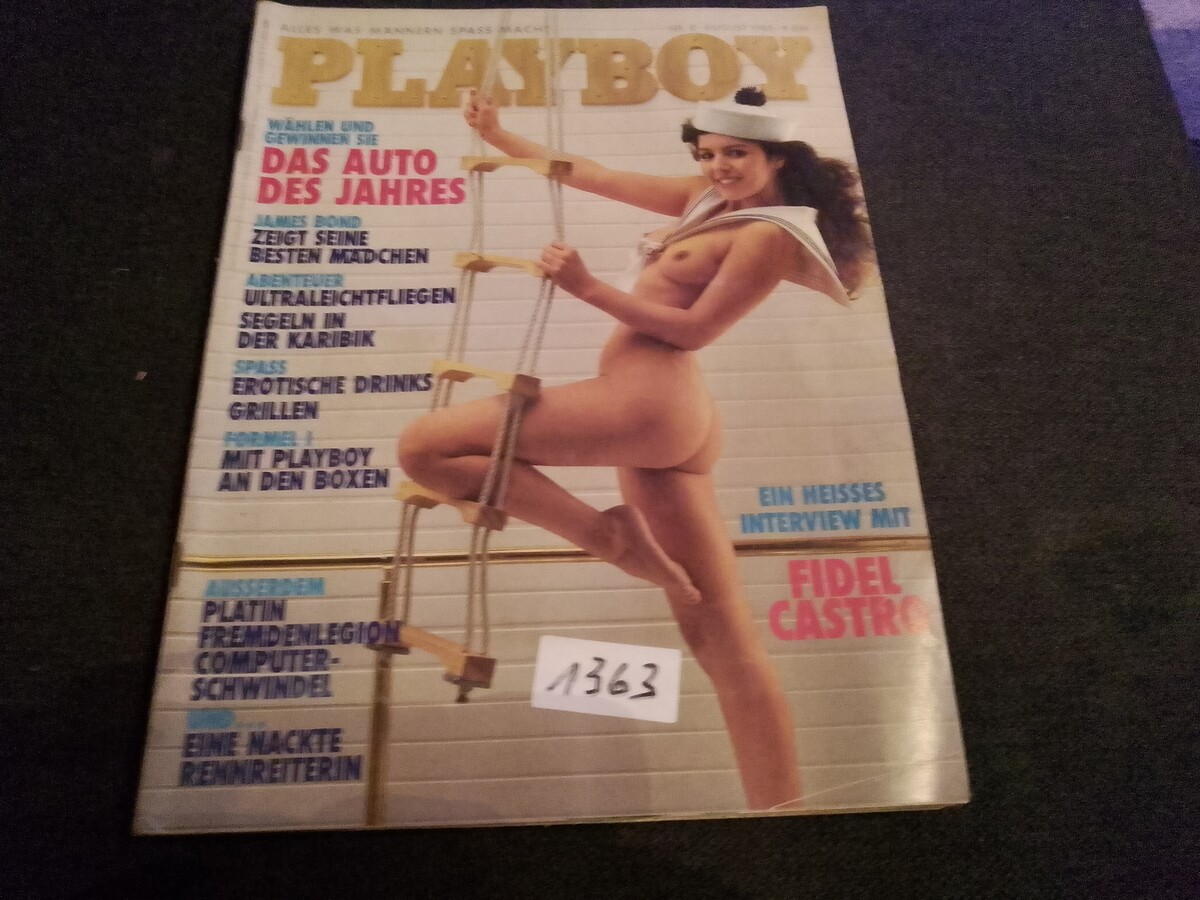 ALLES WAS MÄNNERN SPASS MACHT
PLAYBOY
WÄHLEN UND
GEWINNEN SIE
DAS AUTO
DES JAHRES
JAMES BOND
ZEIGT SEINE
BESTEN MÄDCHEN
ABENTEUER
ULTRALEICHTFLIEGEN
SEGELN IN
DER KARIBIK
SPASS
EROTISCHE DRINKS
GRILLEN
FORMEL 1
MIT PLAYBOY
AN DEN BOXEN
EIN HEISSES
INTERVIEW MIT
FIDEL
CASTRO
AUSSERDEM
PLATIN
FREMDENLEGION
COMPUTER-
SCHWINDEL
UND...
EINE NACKTE
RENNREITERIN
1363